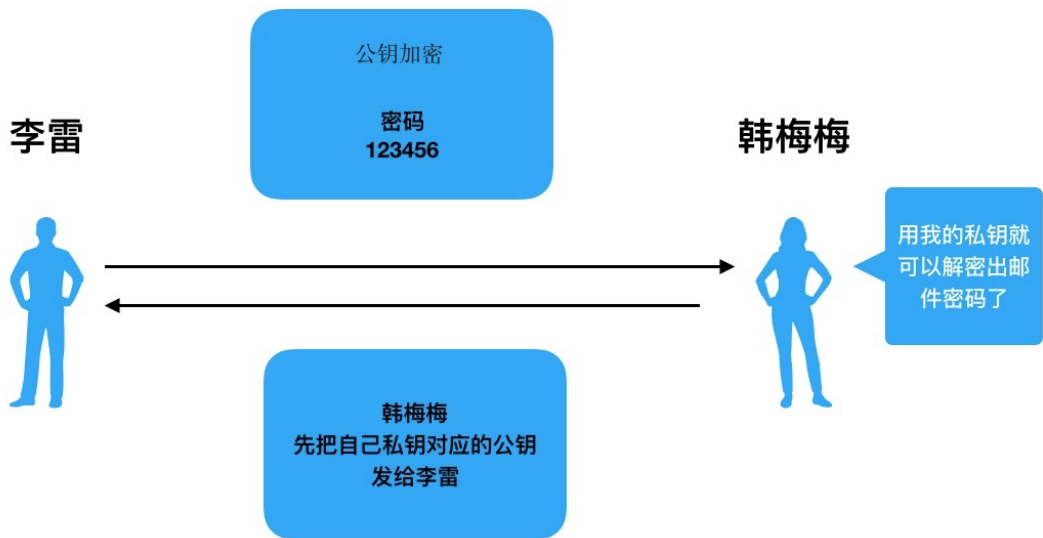 公钥加密
密码
123456
李雷
韩梅梅
用我的私钥就
可以解密出邮
件密码了
韩梅梅
先把自己私钥对应的公钥
发给李雷